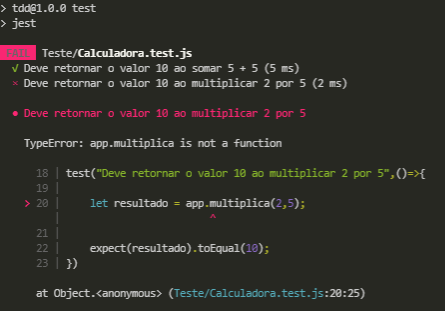 > tdd@1.0.0 test
> jest
FAIL Teste/Calculadora.test.js
√ Deve retornar o valor 10 ao somar 5 + 5 (5 ms)
× Deve retornar o valor 10 ao multiplicar 2 por 5 (2 ms)
● Deve retornar o valor 10 ao multiplicar 2 por 5
TypeError: app.multiplica is not a function
18 | test("Deve retornar o valor 10 ao multiplicar 2 por 5",()=>{
19 |
> 20 | let resultado = app.multiplica(2,5);
| ^
21 |
22 | expect(resultado).toEqual(10);
23 | })
at Object.<anonymous> (Teste/Calculadora.test.js:20:25)